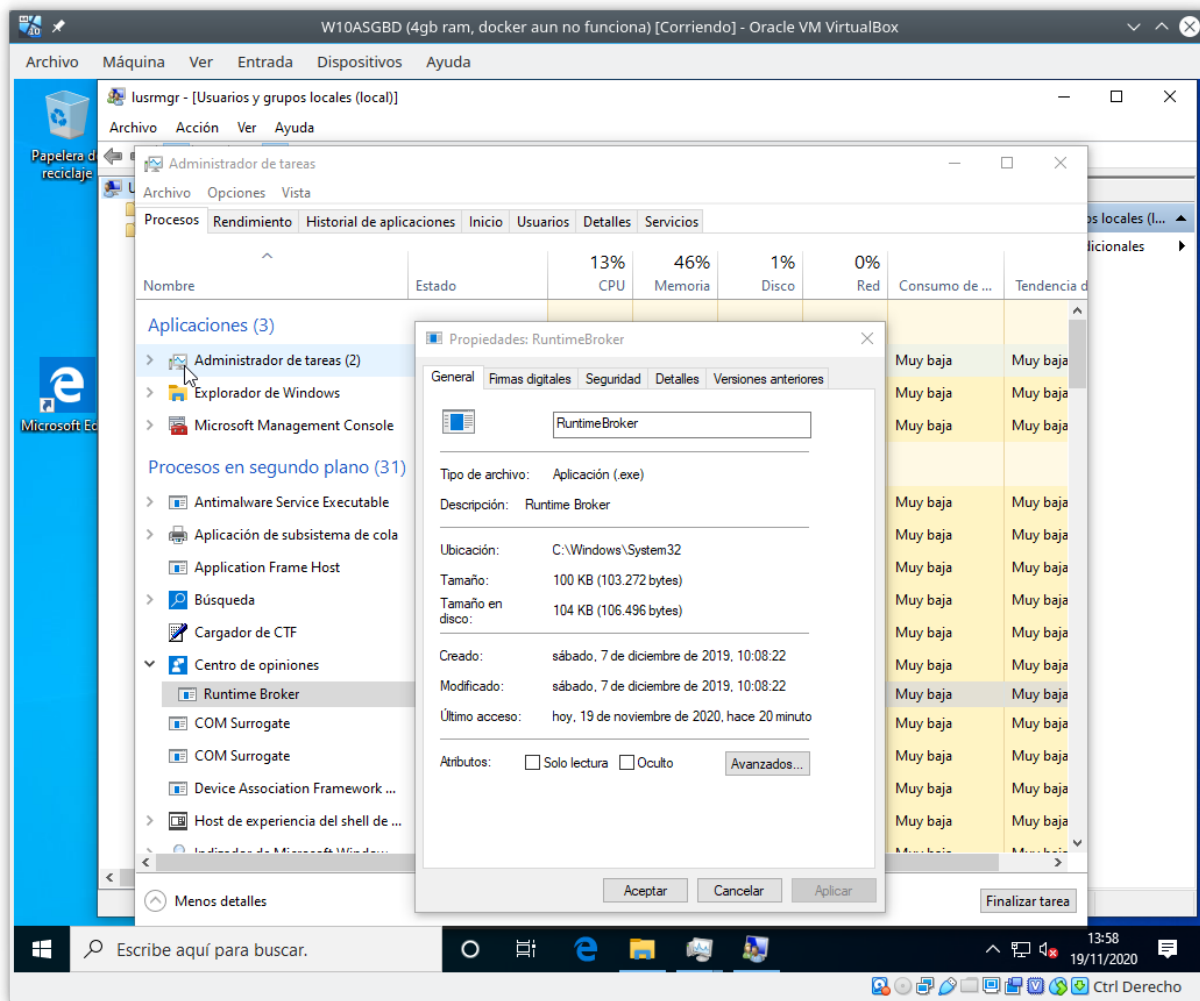 W10ASGBD (4gb ram, docker aun no funciona) [Corriendo] - Oracle VM VirtualBox
Archivo Máquina Ver Entrada Dispositivos Ayuda
Papelera d
reciclaje
Microsoft Ed
lusrmgr - [Usuarios y grupos locales (local)]
Archivo Acción Ver Ayuda
os locales (l...
dicionales
Administrador de tareas
Archivo Opciones Vista
Procesos Rendimiento Historial de aplicaciones Inicio Usuarios Detalles Servicios
13% 46% 1% 0%
Nombre Estado CPU Memoria Disco Red Consumo de ... Tendencia d
Aplicaciones (3)
Administrador de tareas (2) Muy baja Muy baja
Explorador de Windows Muy baja Muy baja
Microsoft Management Console Muy baja Muy baja
Procesos en segundo plano (31)
Antimalware Service Executable Muy baja Muy baja
Aplicación de subsistema de cola Muy baja Muy baja
Application Frame Host Muy baja Muy baja
Búsqueda Muy baja Muy baja
Cargador de CTF Muy baja Muy baja
Centro de opiniones Muy baja Muy baja
Runtime Broker Muy baja Muy baja
COM Surrogate Muy baja Muy baja
COM Surrogate Muy baja Muy baja
Device Association Framework ... Muy baja Muy baja
Host de experiencia del shell de ... Muy baja Muy baja
Menos detalles
Finalizar tarea
Propiedades: RuntimeBroker
General Firmas digitales Seguridad Detalles Versiones anteriores
RuntimeBroker
Tipo de archivo: Aplicación (.exe)
Descripción: Runtime Broker
Ubicación: C:\Windows\System32
Tamaño: 100 KB (103.272 bytes)
Tamaño en
disco: 104 KB (106.496 bytes)
Creado: sábado, 7 de diciembre de 2019, 10:08:22
Modificado: sábado, 7 de diciembre de 2019, 10:08:22
Último acceso: hoy, 19 de noviembre de 2020, hace 20 minuto
Atributos: Solo lectura Oculto Avanzados...
Aceptar Cancelar Aplicar
Escribe aquí para buscar.
13:58
19/11/2020
Ctrl Derecho